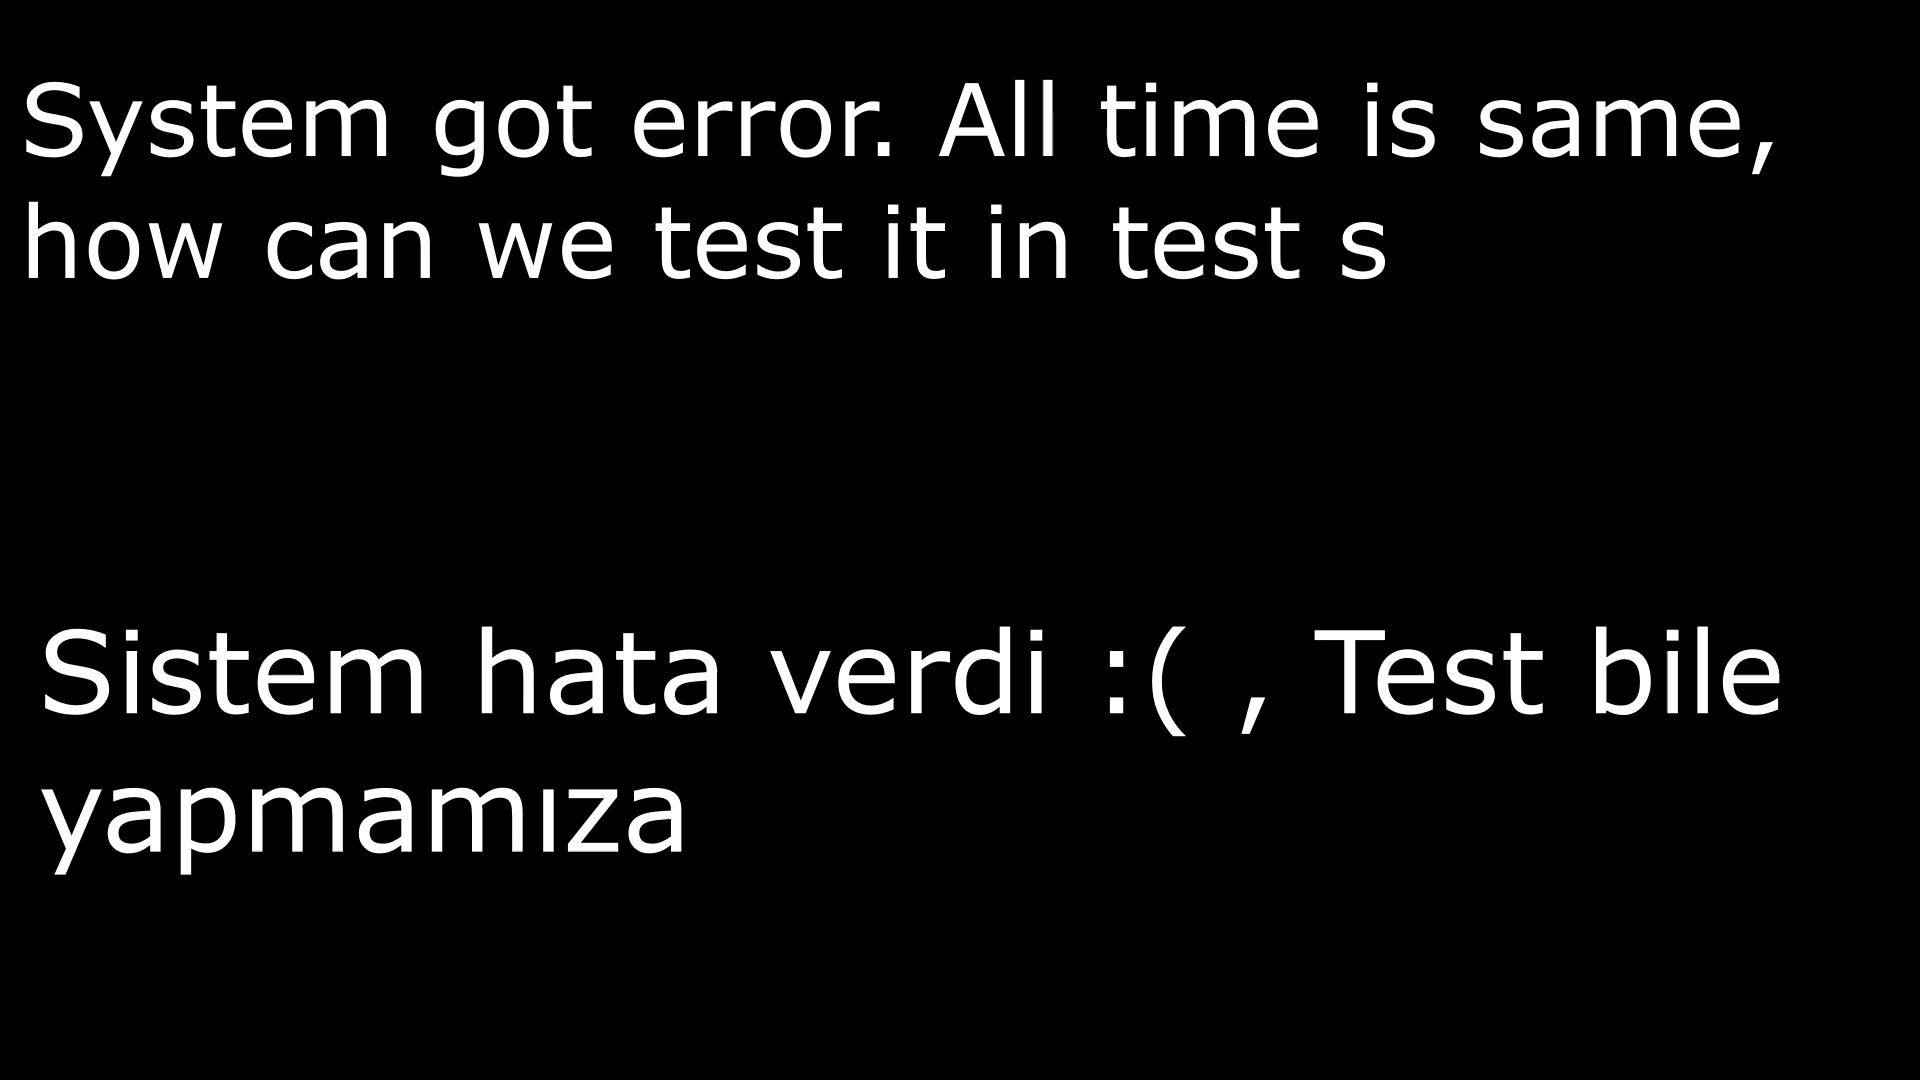 System got error. All time is same,
how can we test it in test s
Sistem hata verdi :( , Test bile
yapmamıza